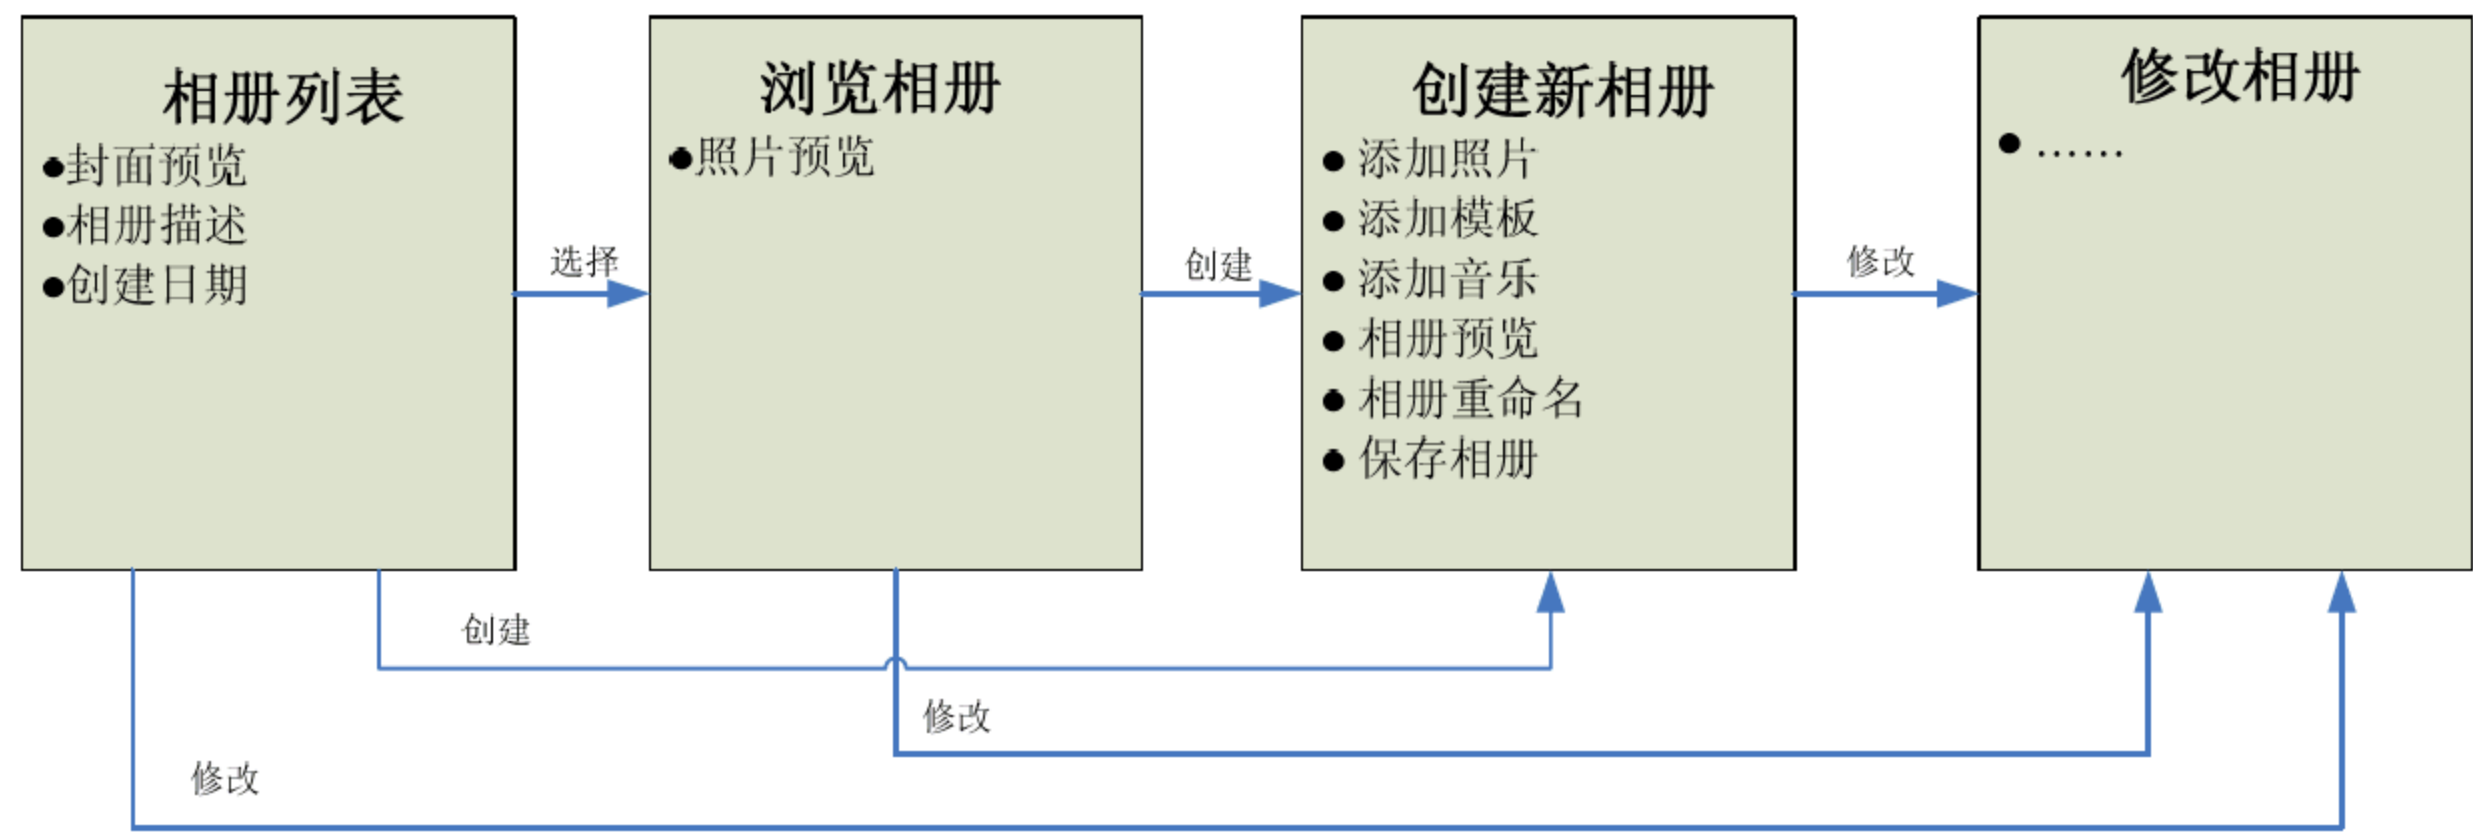 相册列表
●封面预览
●相册描述
●创建日期
选择
浏览相册
●照片预览
创建
创建新相册
● 添加照片
● 添加模板
● 添加音乐
● 相册预览
● 相册重命名
● 保存相册
修改
修改相册
● ……
创建
修改
修改